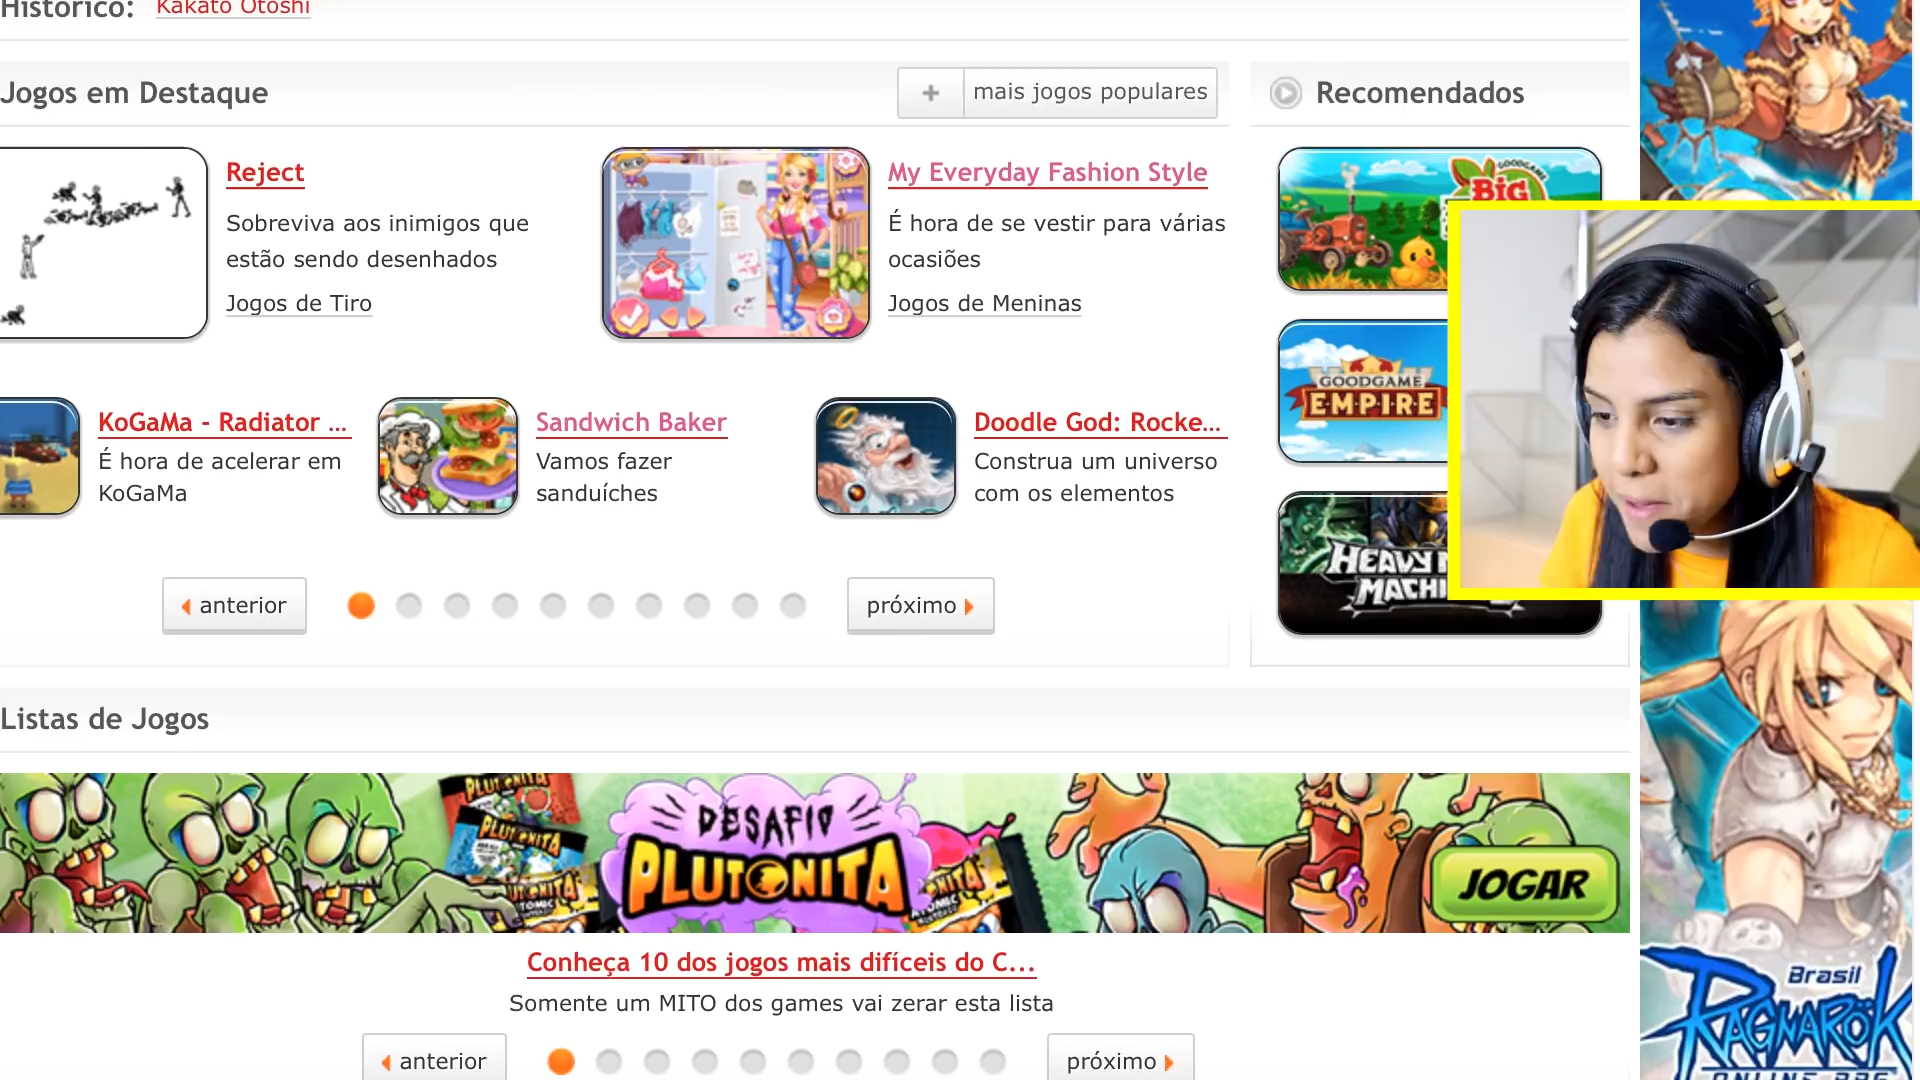 Histórico: Kakato Otoshi
Jogos em Destaque
+ mais jogos populares
Recomendados
Reject
Sobreviva aos inimigos que
estão sendo desenhados
Jogos de Tiro
My Everyday Fashion Style
É hora de se vestir para várias
ocasiões
Jogos de Meninas
GOODGAME
BIG
KoGaMa - Radiator ...
É hora de acelerar em
KoGaMa
Sandwich Baker
Vamos fazer
sanduíches
Doodle God: Rocke...
Construa um universo
com os elementos
GOODGAME
EMPIRE
HEAVY
anterior
próximo
Listas de Jogos
PLUTONITA
DESAFIO
PLUTONITA
JOGAR
Conheça 10 dos jogos mais difíceis do C...
Somente um MITO dos games vai zerar esta lista
anterior
próximo
Brasil
RAGNARÖK